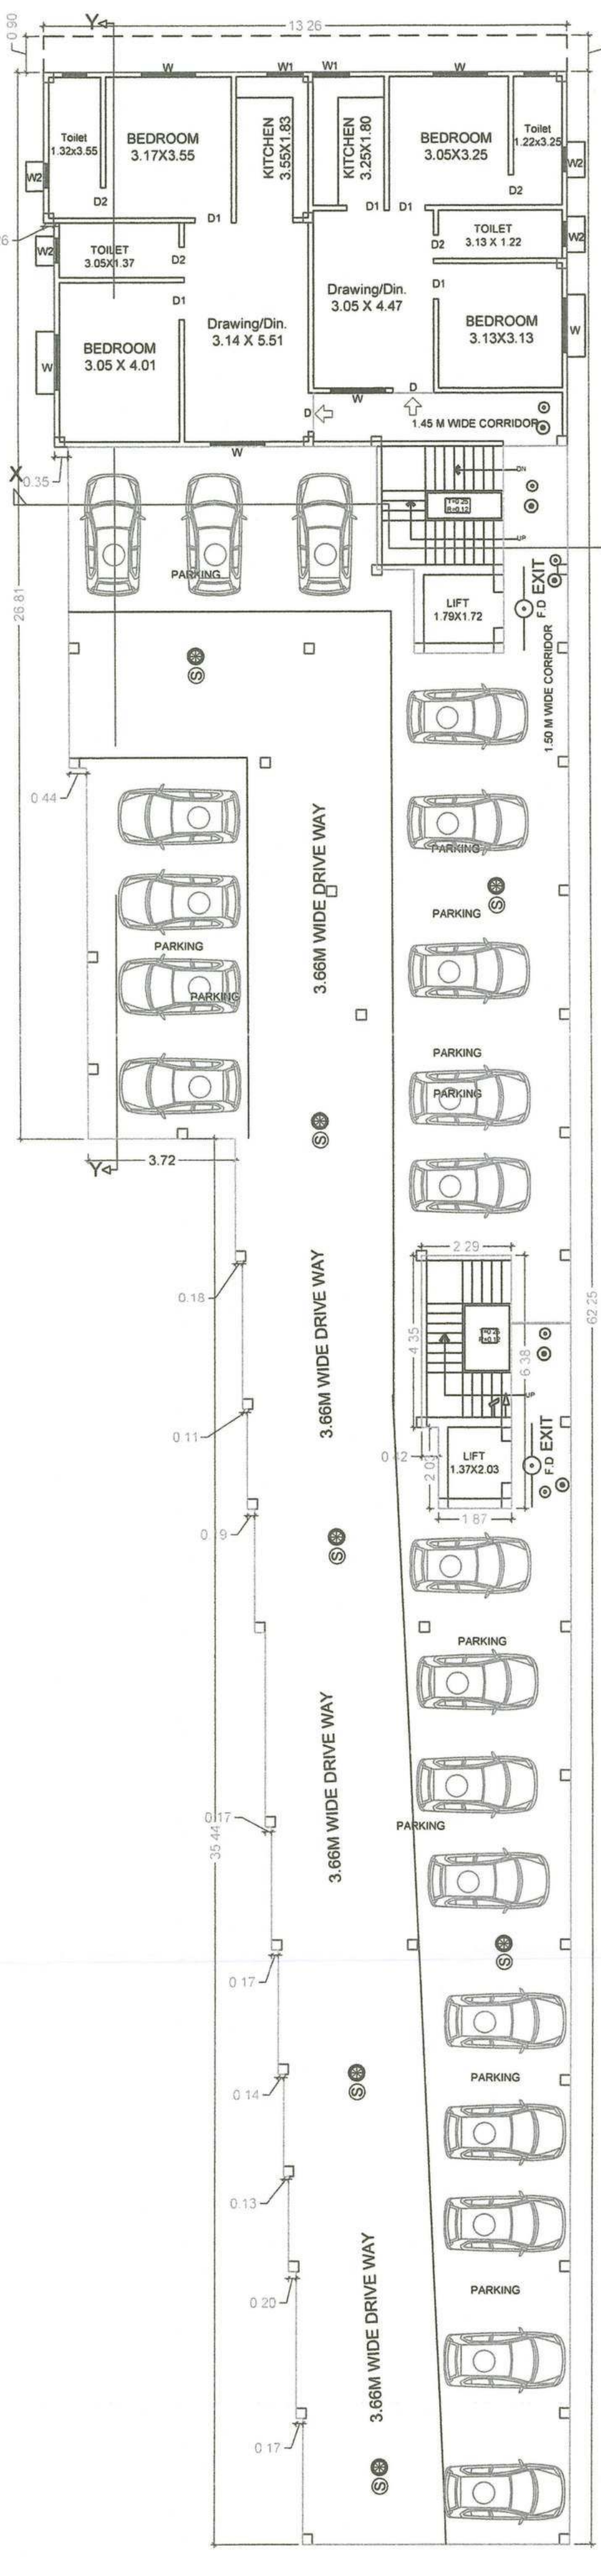 0.90
Y
13 26
W
W1
W1
W
Toilet
1.32x3.55
BEDROOM
3.17X3.55
KITCHEN
3.55X1.83
KITCHEN
3.25X1.80
BEDROOM
3.05X3.25
Toilet
1.22x3.25
W2
W2
D2
D2
D1
D1
D1
W2
TOILET
3.05X1.37
D2
D2
TOILET
3.13 X 1.22
W2
D1
D1
Drawing/Din.
3.14 X 5.51
Drawing/Din.
3.05 X 4.47
BEDROOM
3.05 X 4.01
BEDROOM
3.13X3.13
W
W
W
D
D
1.45 M WIDE CORRIDOR
W
X
0.35
DN
UP
PARKING
26.81
LIFT
1.79X1.72
F.D EXIT
1.50 M WIDE CORRIDOR
S
0 44
3.66M WIDE DRIVE WAY
PARKING
S
PARKING
PARKING
PARKING
PARKING
PARKING
S
Y
3.72
2 29
0.18
3.66M WIDE DRIVE WAY
4 35
6 38
62 25
UP
0.11
0 42
2 03
LIFT
1.37X2.03
F.D EXIT
1 87
S
PARKING
3.66M WIDE DRIVE WAY
0.17
35 44
PARKING
S
0 17
S
0 14
PARKING
0.13
0 20
PARKING
3.66M WIDE DRIVE WAY
0 17
S